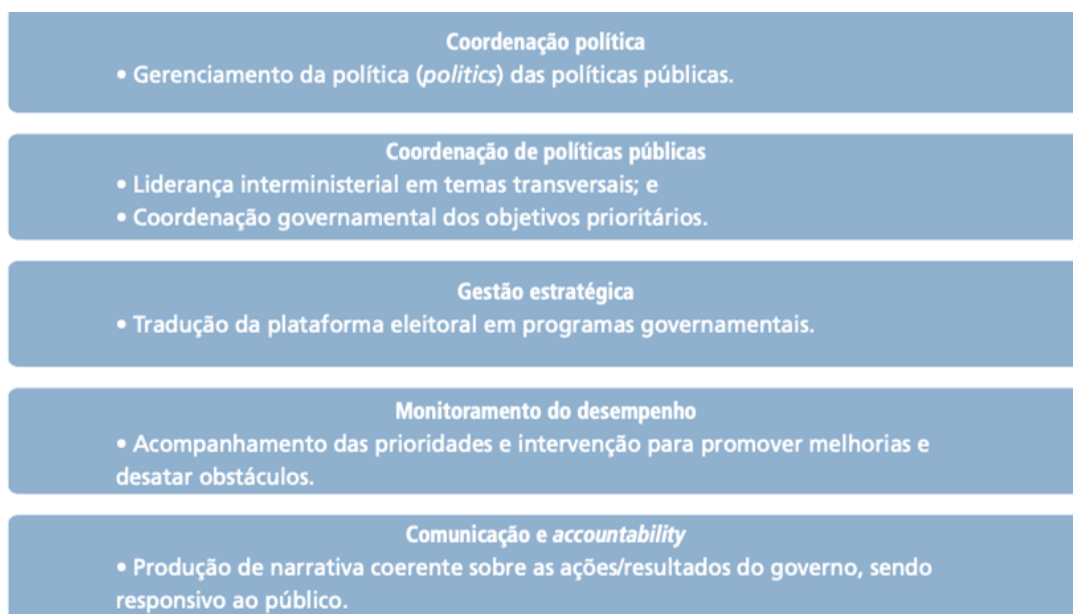 Coordenação política
• Gerenciamento da política (politics) das políticas públicas.
Coordenação de políticas públicas
• Liderança interministerial em temas transversais; e
• Coordenação governamental dos objetivos prioritários.
Gestão estratégica
• Tradução da plataforma eleitoral em programas governamentais.
Monitoramento do desempenho
• Acompanhamento das prioridades e intervenção para promover melhorias e
desatar obstáculos.
Comunicação e accountability
• Produção de narrativa coerente sobre as ações/resultados do governo, sendo
responsivo ao público.